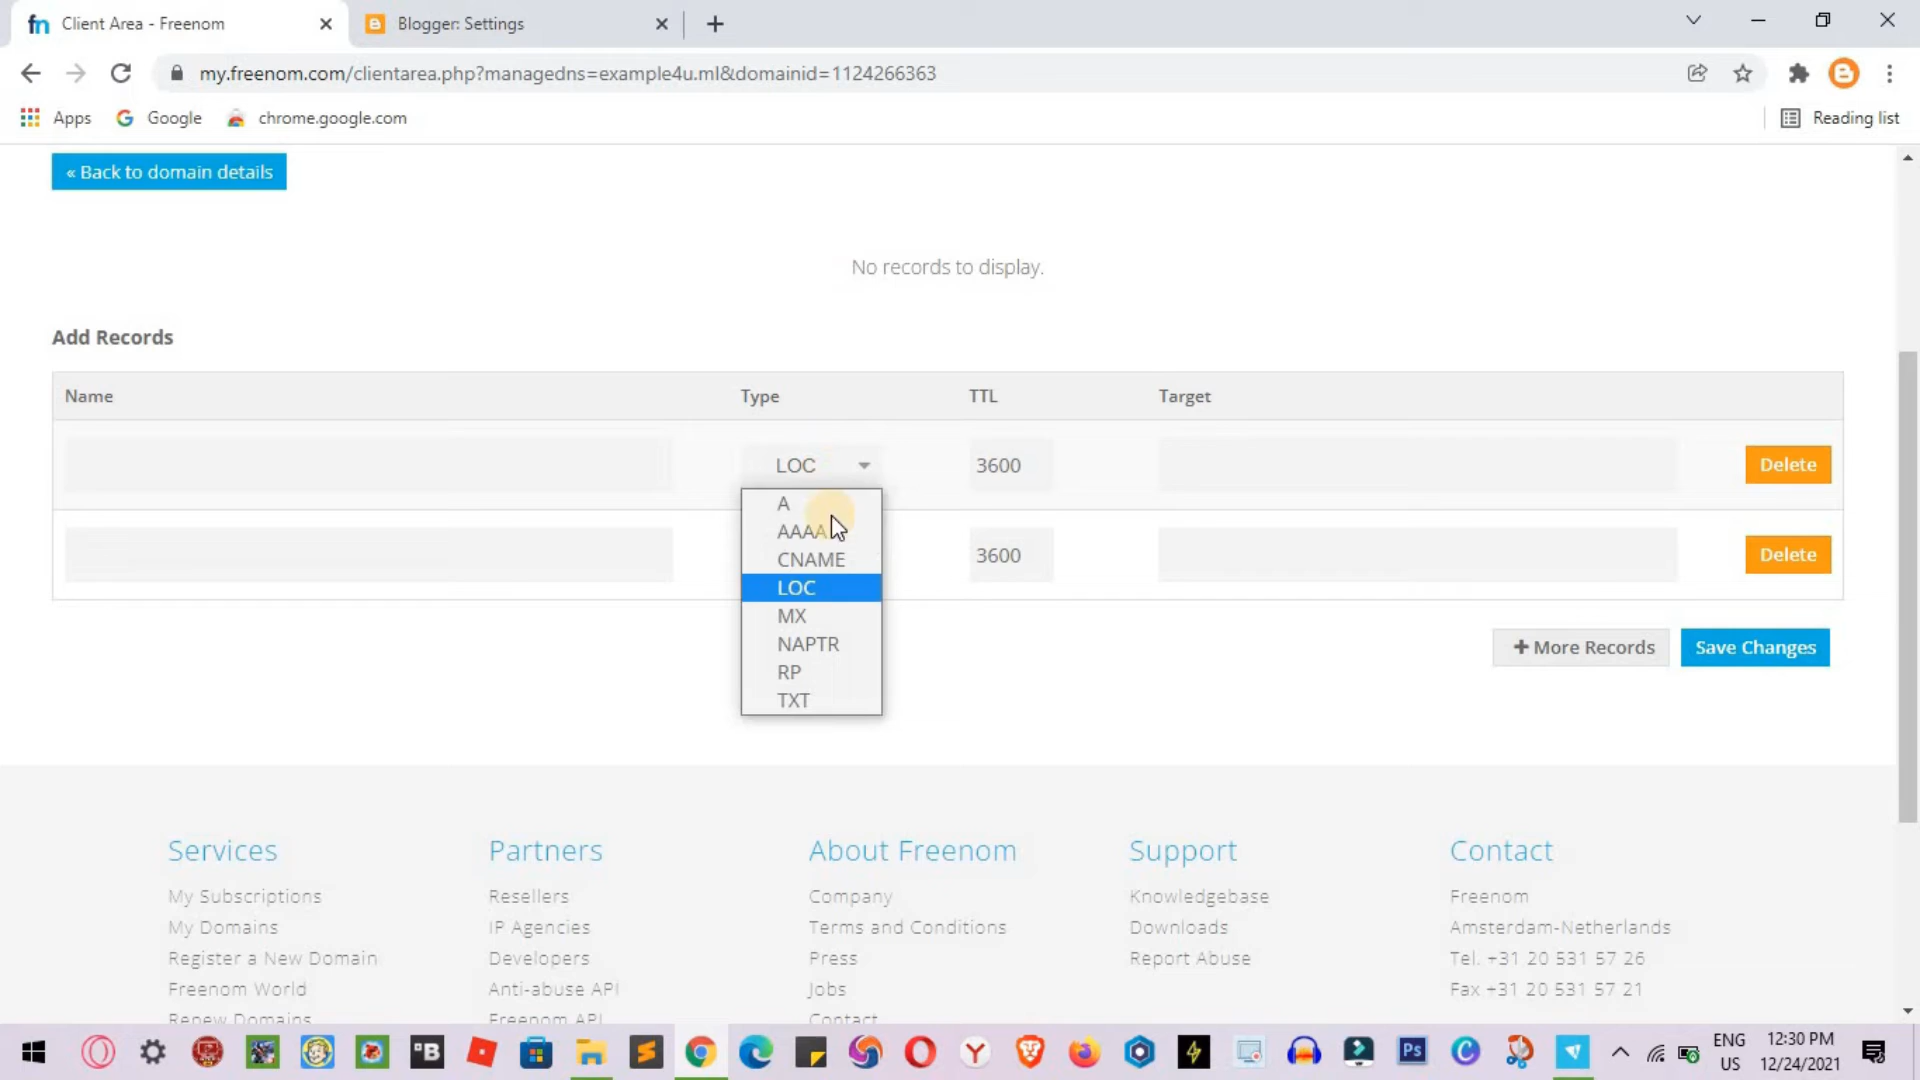 Client Area - Freenom
Blogger: Settings
my.freenom.com/clientarea.php?managedns=example4u.ml&domainid=1124266363
Apps
Google
chrome.google.com
Reading list
« Back to domain details
No records to display.
Add Records
Name Type TTL Target
LOC 3600 Delete
A
AAAA
CNAME
LOC
MX
NAPTR
RP
TXT
3600 Delete
+ More Records Save Changes
Services
My Subscriptions
My Domains
Register a New Domain
Freenom World
Renew Domains
Partners
Resellers
IP Agencies
Developers
Anti-abuse API
Freenom API
About Freenom
Company
Terms and Conditions
Press
Jobs
Contact
Support
Knowledgebase
Downloads
Report Abuse
Contact
Freenom
Amsterdam-Netherlands
Tel. +31 20 531 57 26
Fax +31 20 531 57 21
ENG
US
12:30 PM
12/24/2021